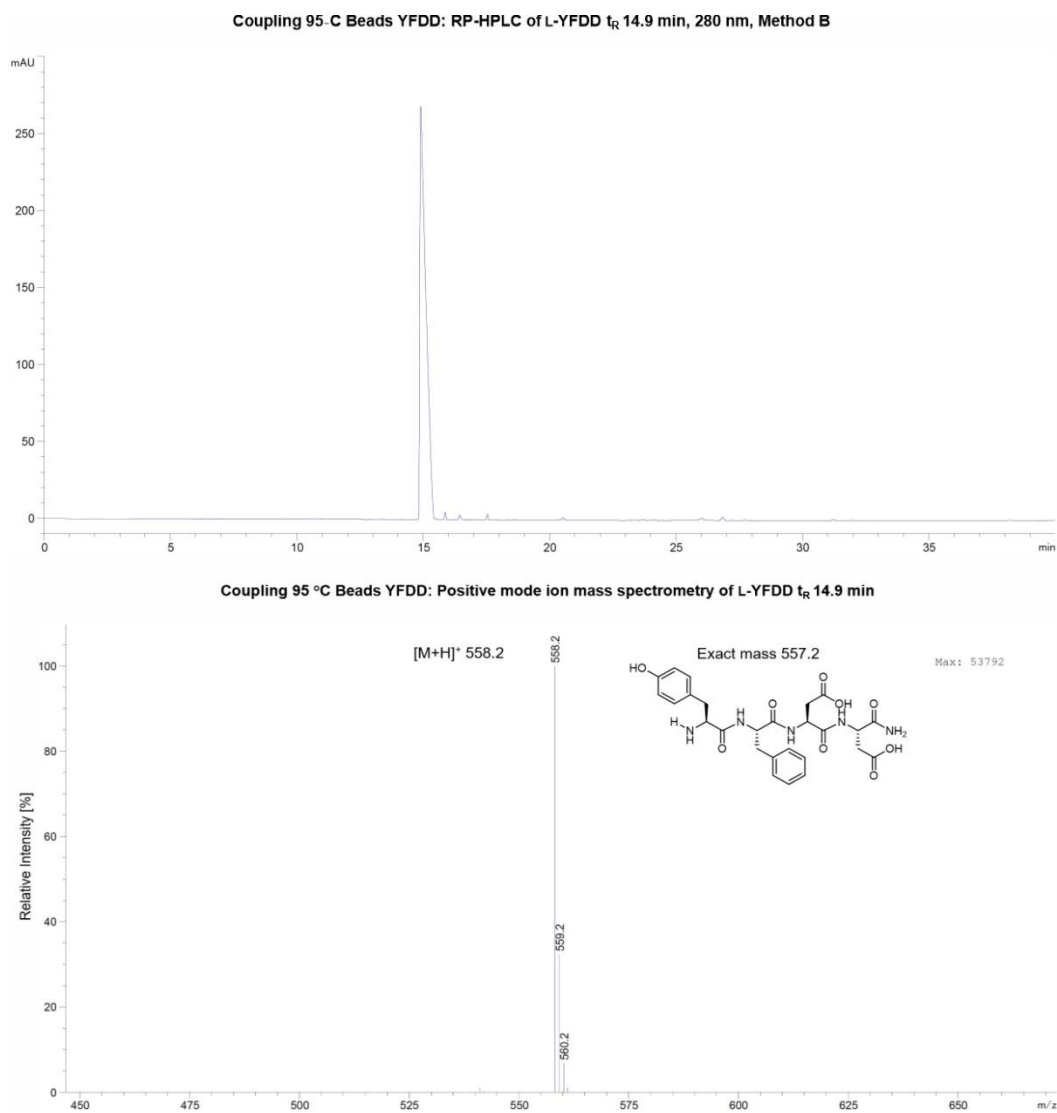 Coupling 95-C Beads YFDD: RP-HPLC of L-YFDD tR 14.9 min, 280 nm, Method B
mAU
250
200
150
100
50
0
0 5 10 15 20 25 30 35 min
Coupling 95 °C Beads YFDD: Positive mode ion mass spectrometry of L-YFDD tR 14.9 min
[M+H]+ 558.2
558.2
Exact mass 557.2
Max: 53792
HO
O
OH
H
N
O
H
N
O
H-N
H
O
N
H
O
NH2
O
OH
O
Relative Intensity [%]
100
80
60
40
20
0
559.2
560.2
450 475 500 525 550 575 600 625 650 m/z